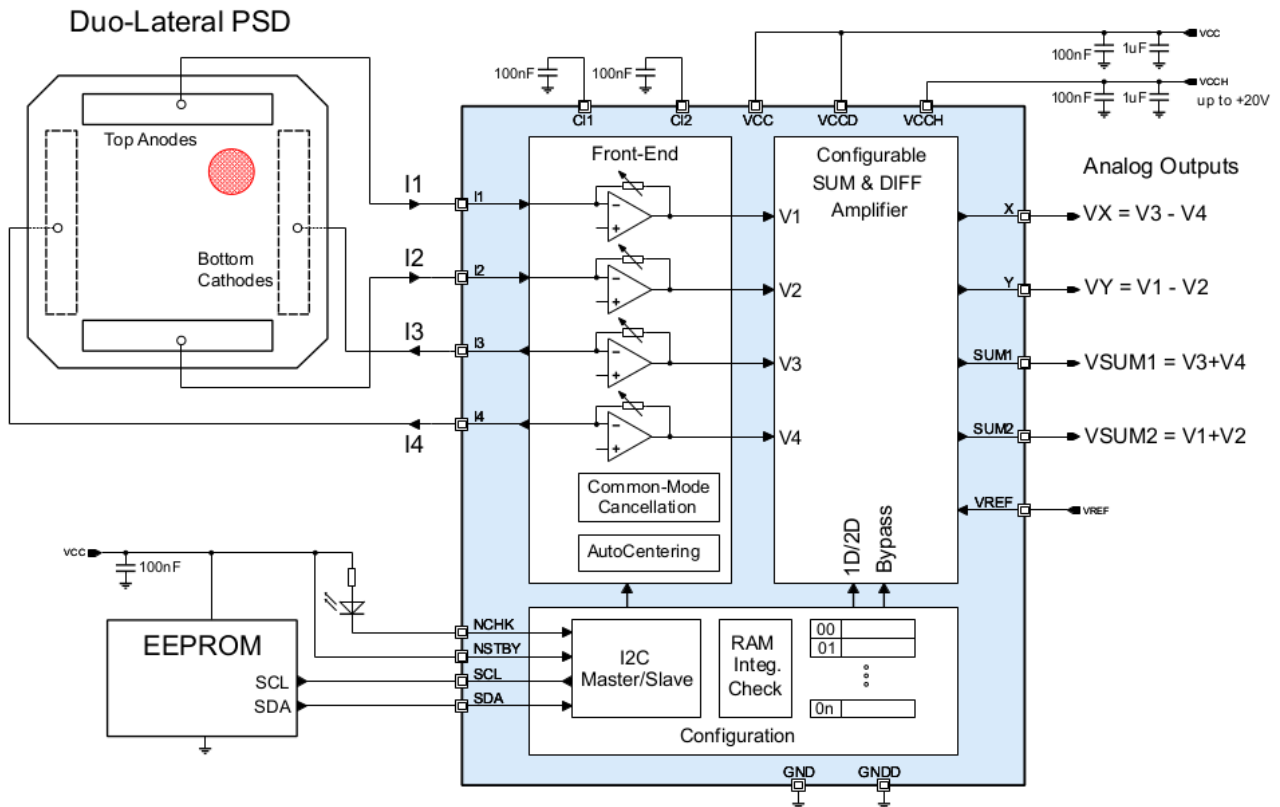 Duo-Lateral PSD
Top Anodes
Bottom
Cathodes
I1
I2
I3
I4
100nF
100nF
CI1
CI2
VCC
VCCD
VCCH
100nF
1uF
VCC
100nF
1uF
VCCH
up to +20V
I1
I2
I3
I4
Front-End
V1
V2
V3
V4
Common-Mode
Cancellation
AutoCentering
Configurable
SUM & DIFF
Amplifier
1D/2D
Bypass
X
Y
SUM1
SUM2
VREF
Analog Outputs
VX = V3 - V4
VY = V1 - V2
VSUM1 = V3+V4
VSUM2 = V1+V2
VREF
VCC
100nF
EEPROM
SCL
SDA
NCHK
NSTBY
SCL
SDA
I2C
Master/Slave
RAM
Integ.
Check
00
01
0n
Configuration
GND
GNDD